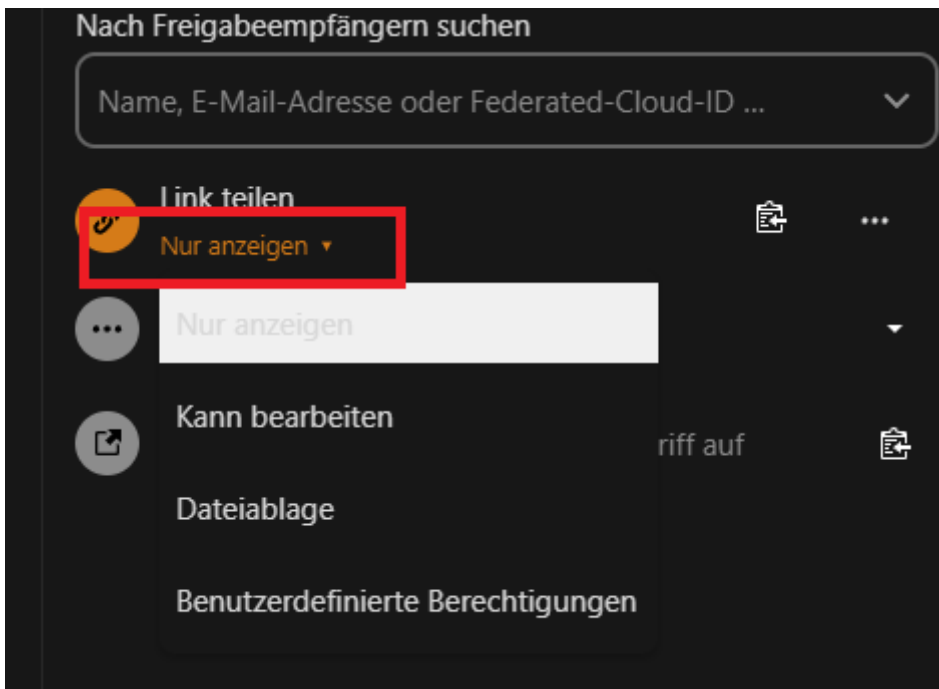 Nach Freigabeempfängern suchen
Name, E-Mail-Adresse oder Federated-Cloud-ID ...
Link teilen
Nur anzeigen
Nur anzeigen
Kann bearbeiten
riff auf
Dateiablage
Benutzerdefinierte Berechtigungen